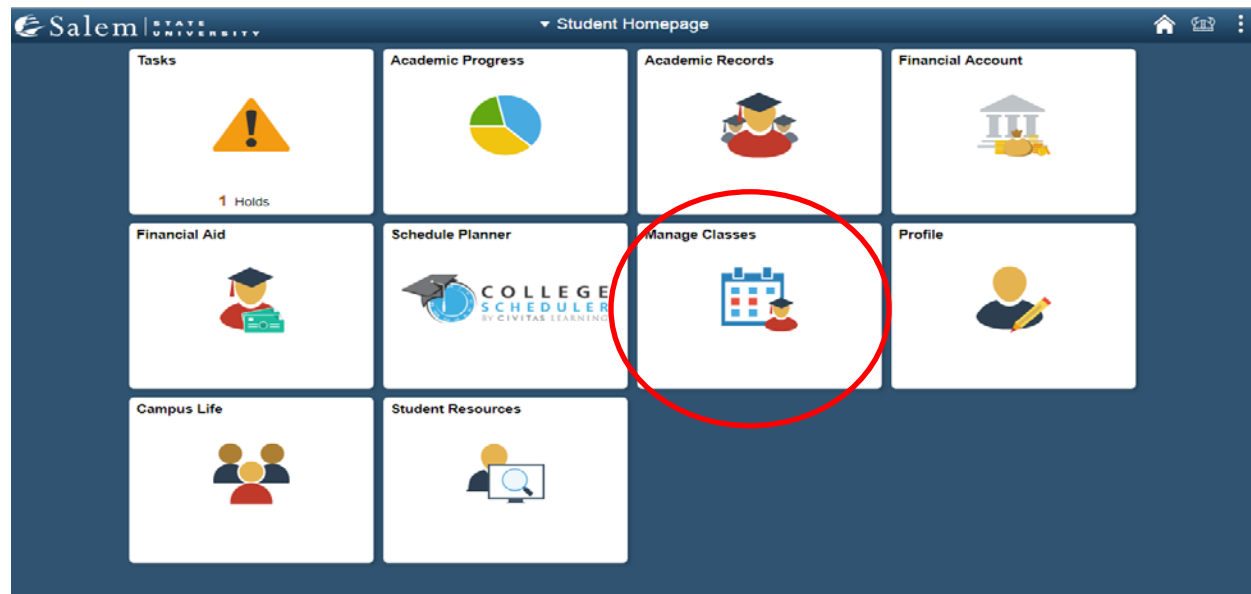 Salem STATE UNIVERSITY
Student Homepage
Tasks
Academic Progress
Academic Records
Financial Account
1 Holds
Financial Aid
Schedule Planner
Manage Classes
Profile
COLLEGE
SCHEDULER
BY CIVITAS LEARNING
Campus Life
Student Resources